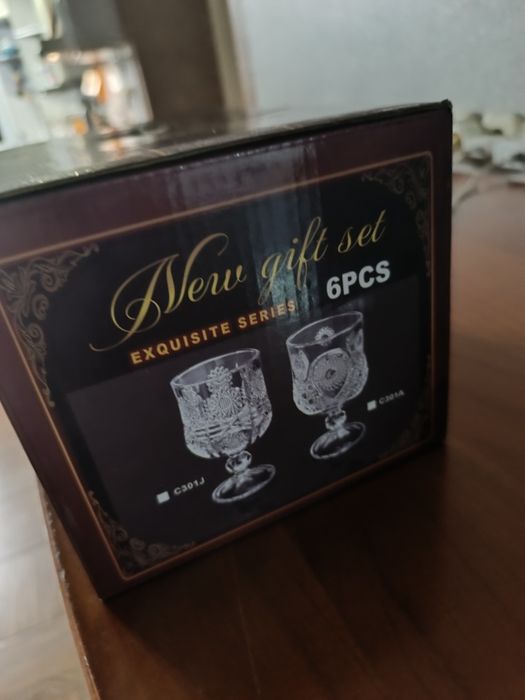 New gift set
6PCS
EXQUISITE SERIES
C301J
C301A